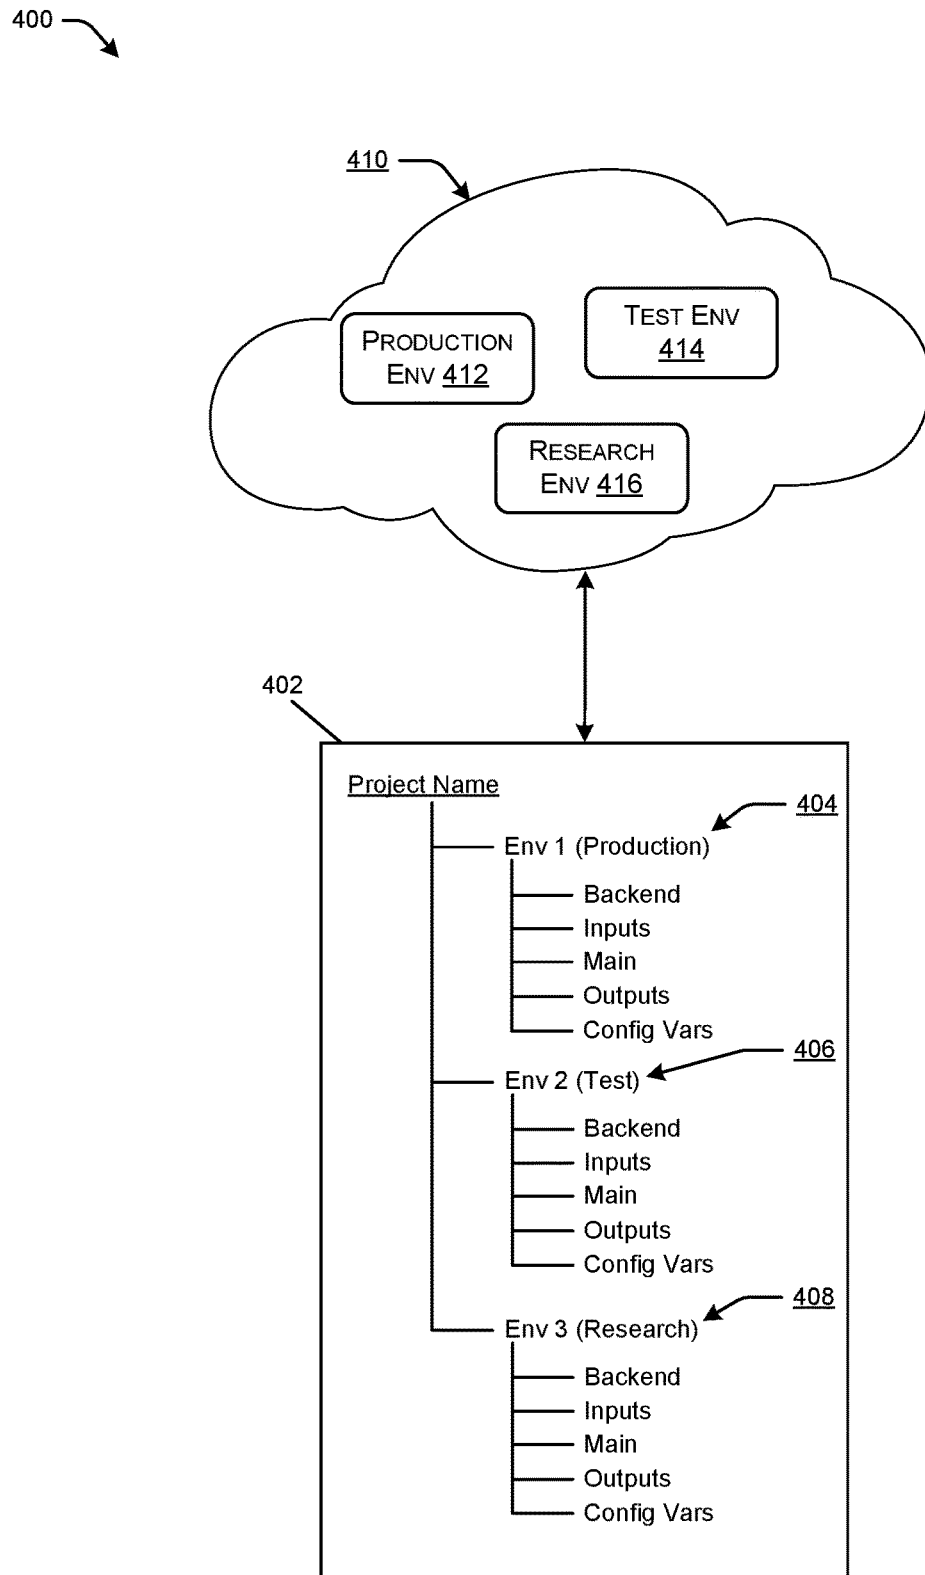 400
410
PRODUCTION
ENV 412
TEST ENV
414
RESEARCH
ENV 416
402
Project Name
404
Env 1 (Production)
Backend
Inputs
Main
Outputs
Config Vars
406
Env 2 (Test)
Backend
Inputs
Main
Outputs
Config Vars
408
Env 3 (Research)
Backend
Inputs
Main
Outputs
Config Vars